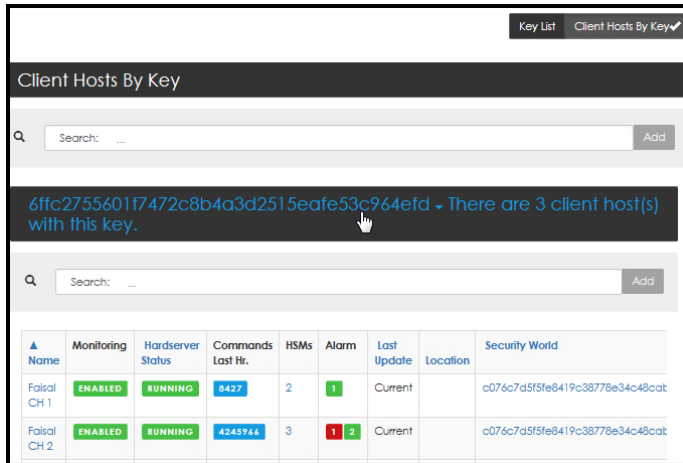 Key List Client Hosts By Key✔
Client Hosts By Key
Search: ... Add
6ffc2755601f7472c8b4a3d2515eafe53c964efd There are 3 client host(s)
with this key.
Search: ... Add
▲ Name Monitoring Hardserver Status Commands Last Hr. HSMs Alarm Last Update Location Security World
Faisal CH 1 ENABLED RUNNING 8427 2 1 Current c076c7d5f5fe8419c38778e34c48cab
Faisal CH 2 ENABLED RUNNING 4245966 3 1 2 Current c076c7d5f5fe8419c38778e34c48cab